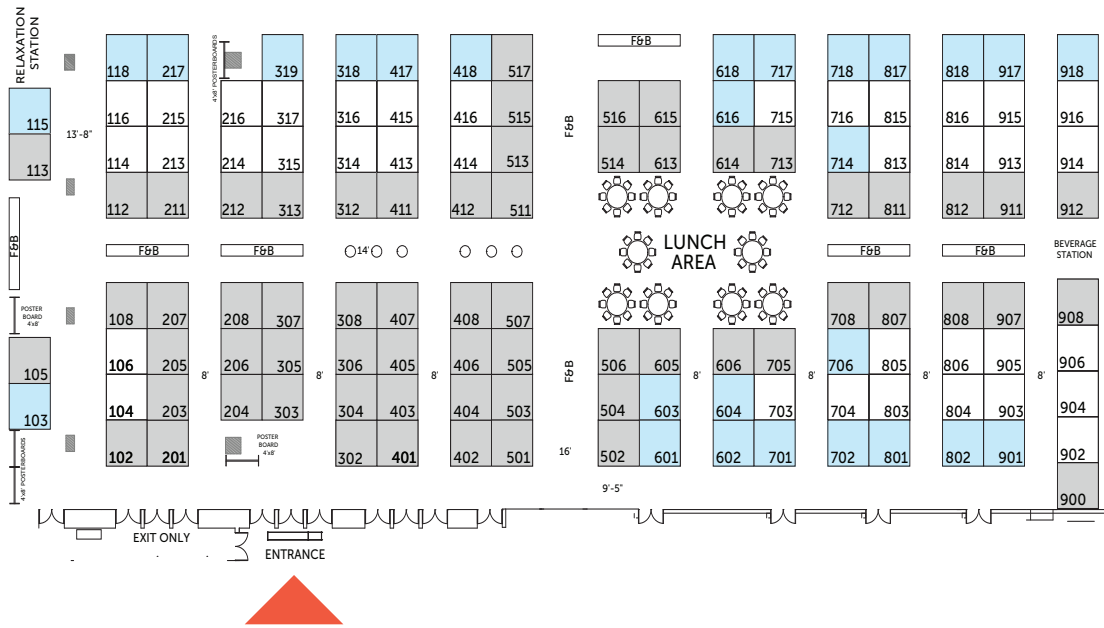 RELAXATION
STATION
4'x8' POSTERBOARDS
F&B
118 217 319 318 417 418 517 618 717 718 817 818 917 918
115 116 215 216 317 316 415 416 515 516 615 616 715 716 815 816 915 916
13'-8"
F&B
113 114 213 214 315 314 413 414 513 514 613 614 713 714 813 814 913 914
112 211 212 313 312 411 412 511 712 811 812 911 912
F&B
F&B F&B 14' LUNCH F&B F&B BEVERAGE
AREA STATION
POSTER
BOARD
4'x8'
108 207 208 307 308 407 408 507 708 807 808 907 908
105 106 205 206 305 306 405 406 505 506 605 606 705 706 805 806 905 906
8' 8' 8' F&B 8' 8' 8' 8'
103 104 203 204 303 304 403 404 503 504 603 604 703 704 803 804 903 904
POSTER
BOARD
4'x8'
102 201 302 401 402 501 16' 502 601 602 701 702 801 802 901 902
4'x8' POSTERBOARDS
9'-5"
900
EXIT ONLY
ENTRANCE